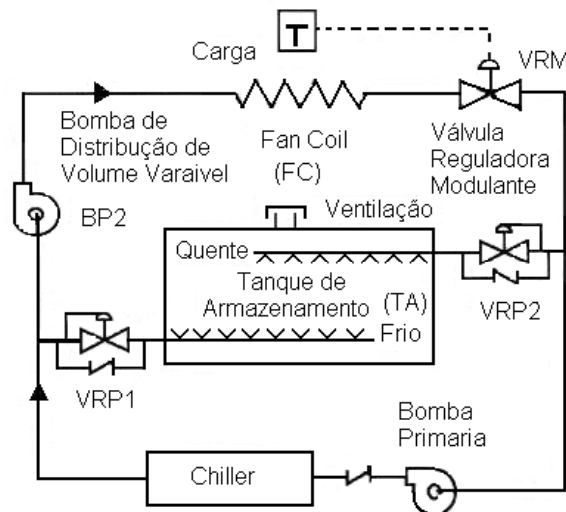 T
Carga
VRM
Bomba de
Distribução de
Volume Varaivel
Fan Coil
(FC)
Válvula
Reguladora
Modulante
BP2
Ventilação
Quente
Tanque de
Armazenamento
(TA)
Frio
VRP2
VRP1
Bomba
Primaria
Chiller